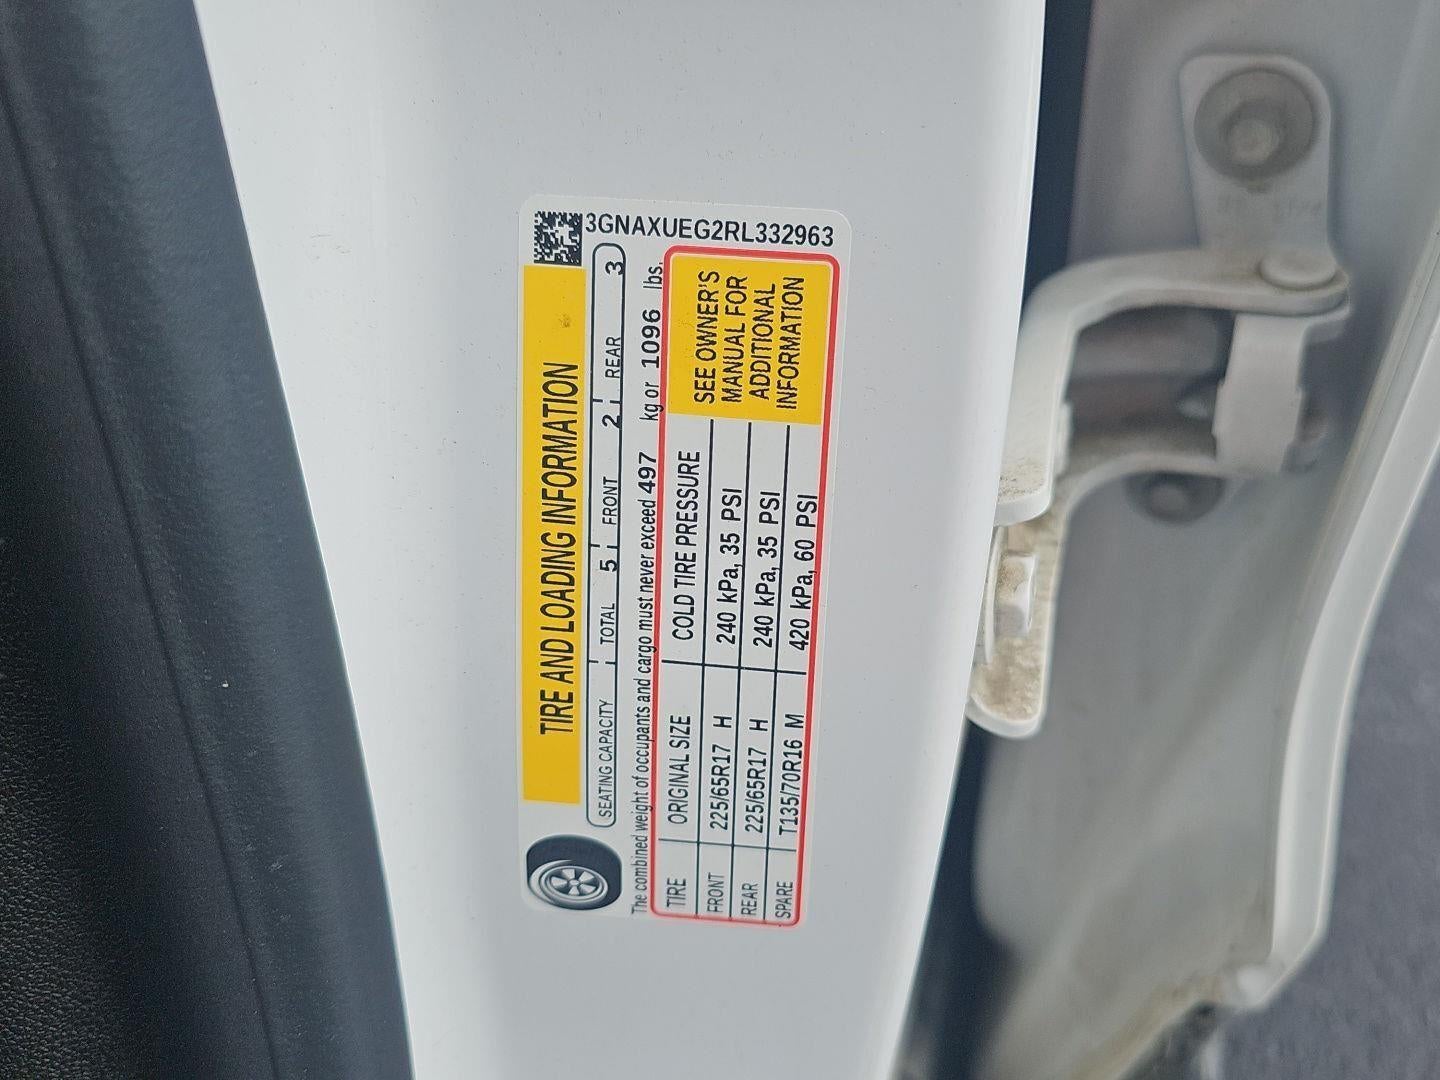 3GNAXUEG2RL332963
TIRE AND LOADING INFORMATION
SEATING CAPACITY TOTAL 5 FRONT 2 REAR 3
The combined weight of occupants and cargo must never exceed 497 kg or 1096 lbs.
TIRE ORIGINAL SIZE COLD TIRE PRESSURE
FRONT 225/65R17 H 240 kPa, 35 PSI
REAR 225/65R17 H 240 kPa, 35 PSI
SPARE T135/70R16 M 420 kPa, 60 PSI
SEE OWNER'S
MANUAL FOR
ADDITIONAL
INFORMATION